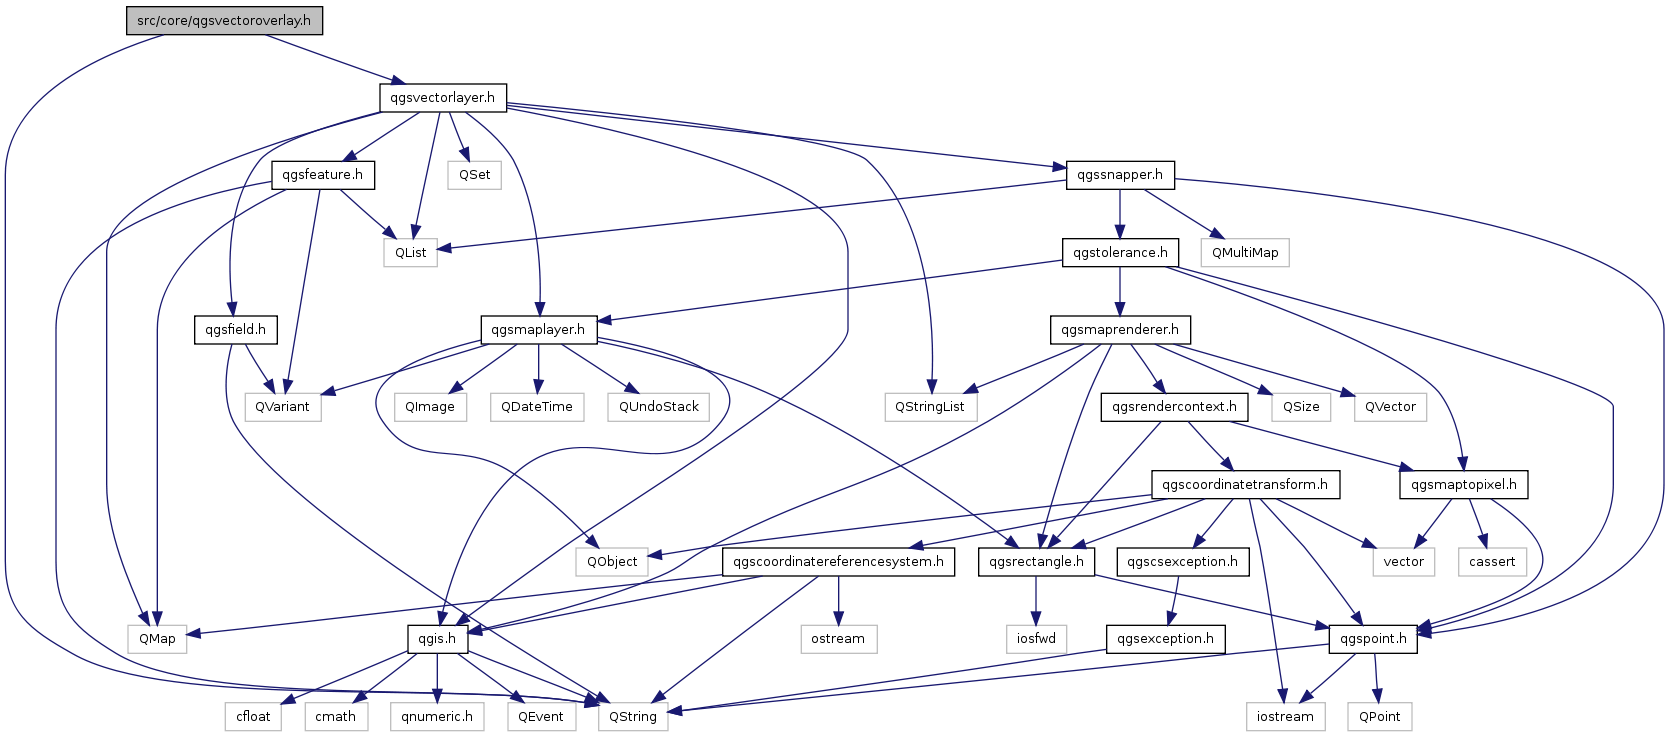 src/core/qgsvectoroverlay.h
qgsvectorlayer.h
qgsfeature.h
QSet
qgssnapper.h
QList
qgstolerance.h
QMultiMap
qgsfield.h
qgsmaplayer.h
qgsmaprenderer.h
QVariant
QImage
QDateTime
QUndoStack
QStringList
qgsrendercontext.h
QSize
QVector
qgscoordinatetransform.h
qgsmaptopixel.h
QObject
qgscoordinatereferencesystem.h
qgsrectangle.h
qgscsexception.h
vector
cassert
QMap
qgis.h
ostream
iosfwd
qgsexception.h
qgspoint.h
cfloat
cmath
qnumeric.h
QEvent
QString
iostream
QPoint